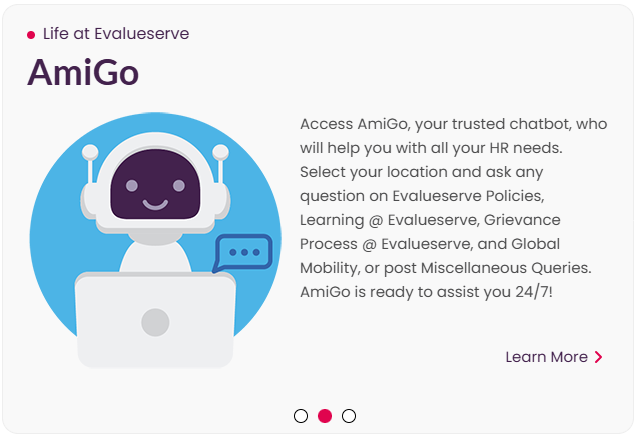 Life at Evalueserve
AmiGo
Access AmiGo, your trusted chatbot, who
will help you with all your HR needs.
Select your location and ask any
question on Evalueserve Policies,
Learning @ Evalueserve, Grievance
Process @ Evalueserve, and Global
Mobility, or post Miscellaneous Queries.
AmiGo is ready to assist you 24/7!
Learn More